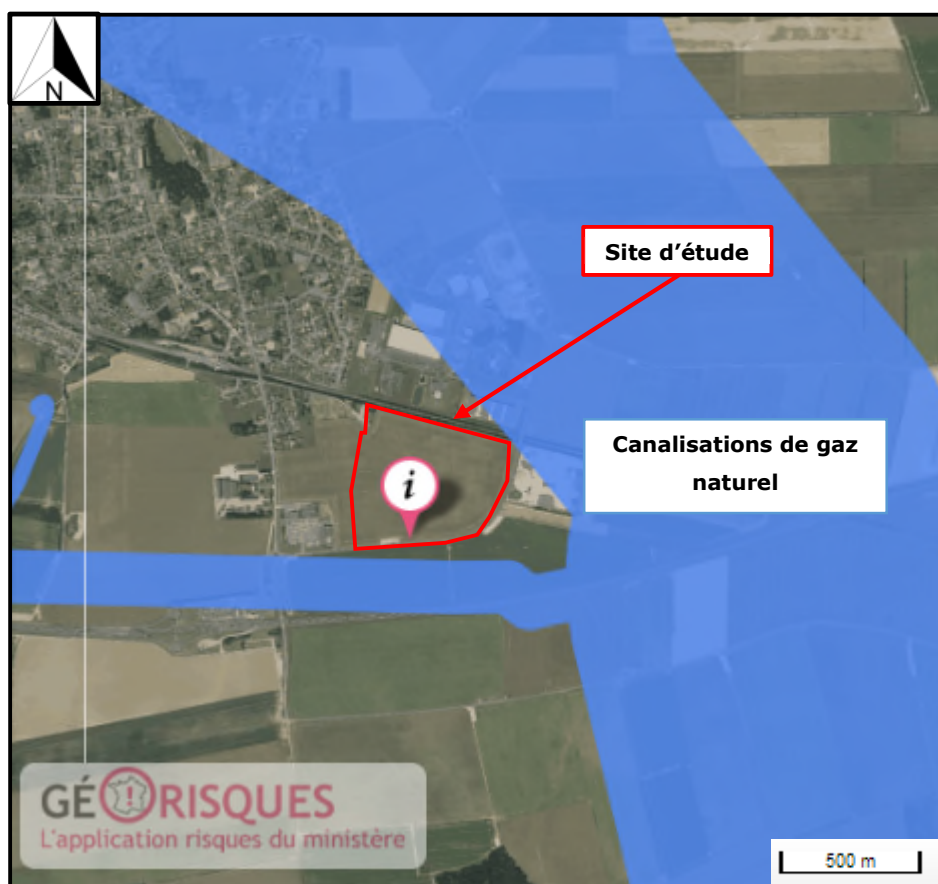 N
Site d'étude
Canalisations de gaz
naturel
i
GÉORISQUES
L'application risques du ministère
500 m